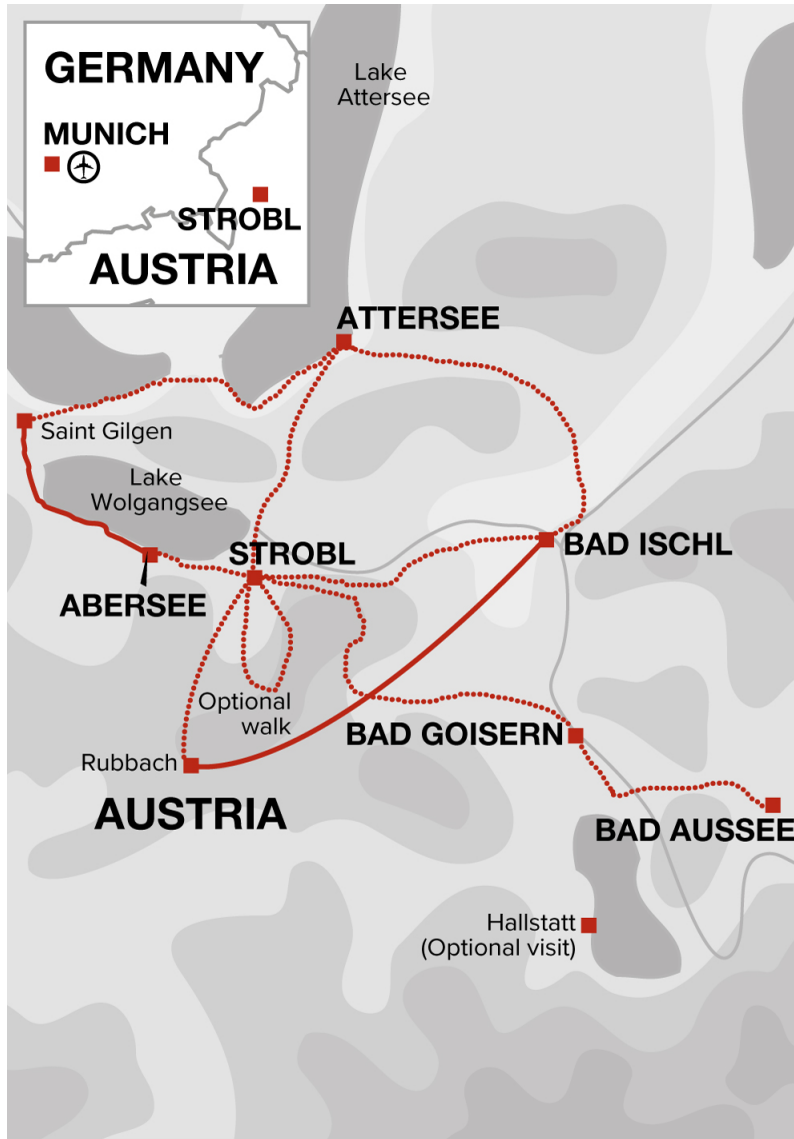 GERMANY
MUNICH
STROBL
AUSTRIA
Lake
Attersee
ATTERSEE
Saint Gilgen
Lake
Wolgangsee
STROBL
BAD ISCHL
ABERSEE
Optional
walk
BAD GOISERN
Rubbach
AUSTRIA
BAD AUSSEE
Hallstatt
(Optional visit)